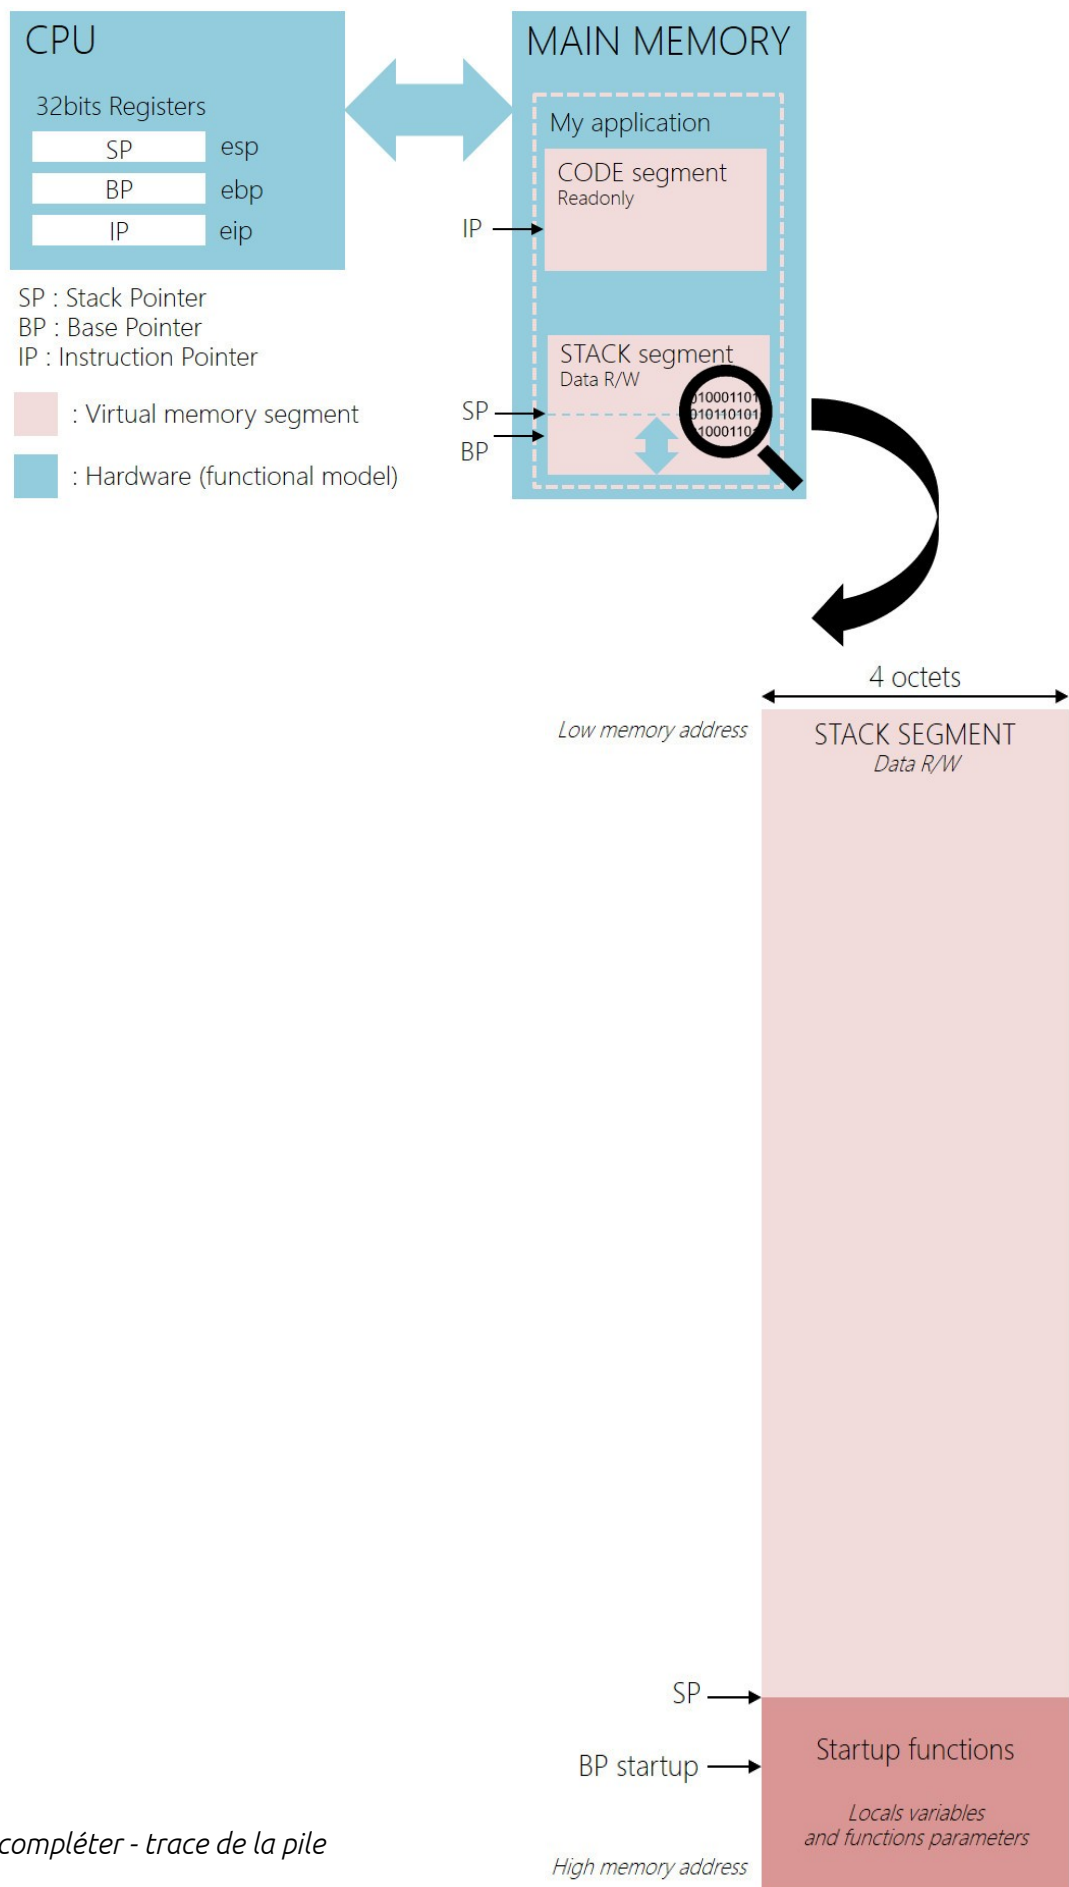 CPU
32bits Registers
SP esp
BP ebp
IP eip
SP : Stack Pointer
BP : Base Pointer
IP : Instruction Pointer
: Virtual memory segment
: Hardware (functional model)
MAIN MEMORY
My application
CODE segment
Readonly
IP
STACK segment
Data R/W
SP
BP
4 octets
Low memory address
STACK SEGMENT
Data R/W
SP
BP startup
Startup functions
Locals variables
and functions parameters
compléter - trace de la pile
High memory address